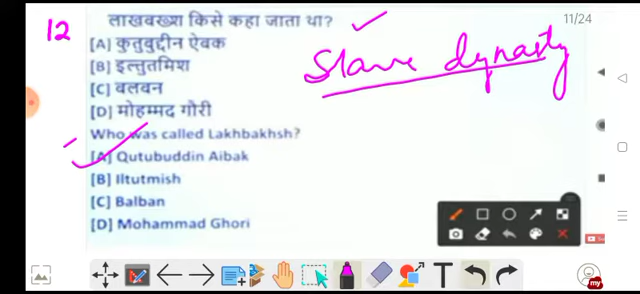 12
लाखबख्श किसे कहा जाता था?
11/24
[A] कुतुबुद्दीन ऐबक
[B] इल्तुतमिश
[C] बलबन
[D] मोहम्मद गौरी
Slave dynasty
Who was called Lakhbakhsh?
[A] Qutubuddin Aibak
[B] Iltutmish
[C] Balban
[D] Mohammad Ghori
T
my